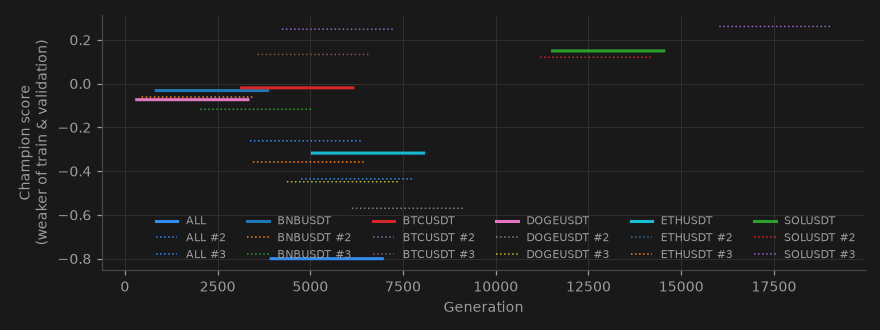 Champion score
(weaker of train & validation)
0.2
0.0
−0.2
−0.4
−0.6
−0.8
ALL BNBUSDT BTCUSDT DOGEUSDT ETHUSDT SOLUSDT
ALL #2 BNBUSDT #2 BTCUSDT #2 DOGEUSDT #2 ETHUSDT #2 SOLUSDT #2
ALL #3 BNBUSDT #3 BTCUSDT #3 DOGEUSDT #3 ETHUSDT #3 SOLUSDT #3
0 2500 5000 7500 10000 12500 15000 17500
Generation